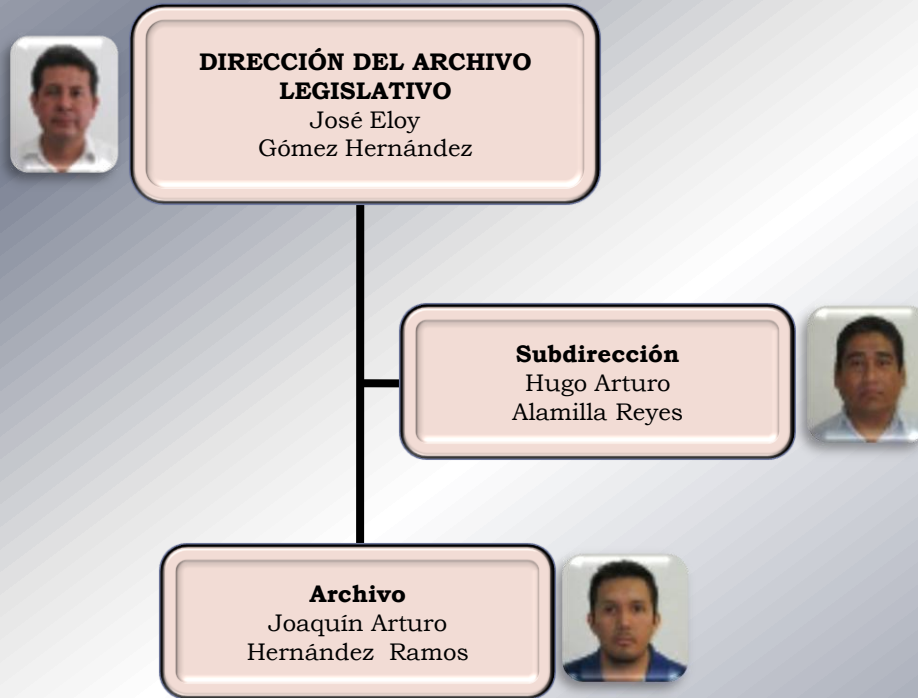 DIRECCIÓN DEL ARCHIVO
LEGISLATIVO
José Eloy
Gómez Hernández
Subdirección
Hugo Arturo
Alamilla Reyes
Archivo
Joaquín Arturo
Hernández Ramos